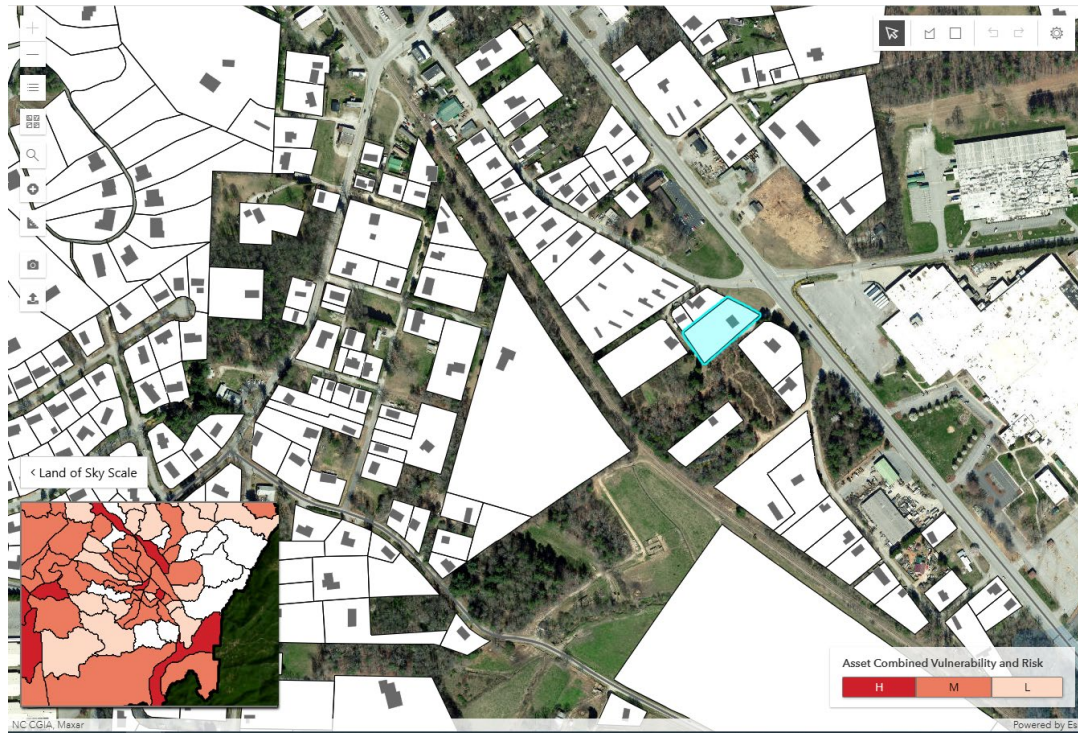 < Land of Sky Scale
Asset Combined Vulnerability and Risk
H M L
NC CGIA, Maxar
Powered by Es